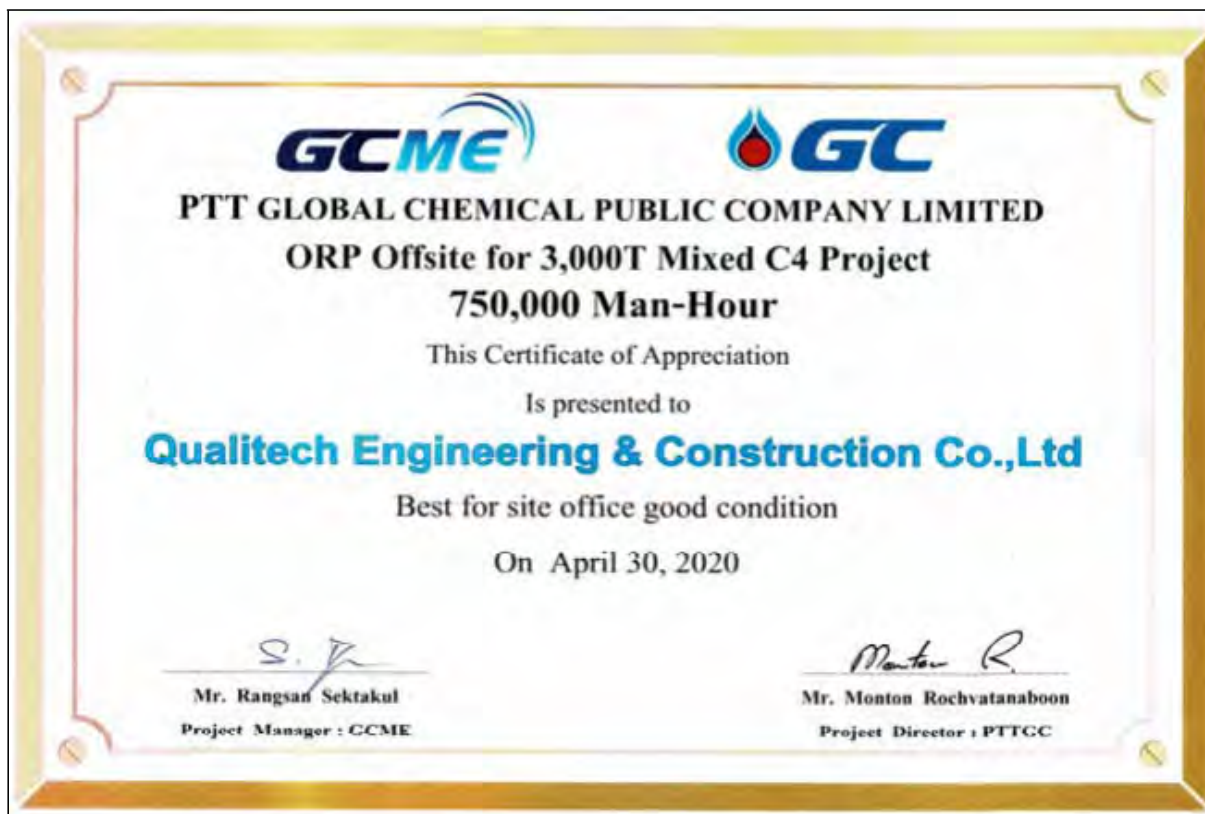 GCME GC
PTT GLOBAL CHEMICAL PUBLIC COMPANY LIMITED
ORP Offsite for 3,000T Mixed C4 Project
750,000 Man-Hour
This Certificate of Appreciation
Is presented to
Qualitech Engineering & Construction Co.,Ltd
Best for site office good condition
On April 30, 2020
S. Monton R.
Mr. Rangsan Sektakul Mr. Monton Rochvatanaboon
Project Manager : GCME Project Director : PTTGC